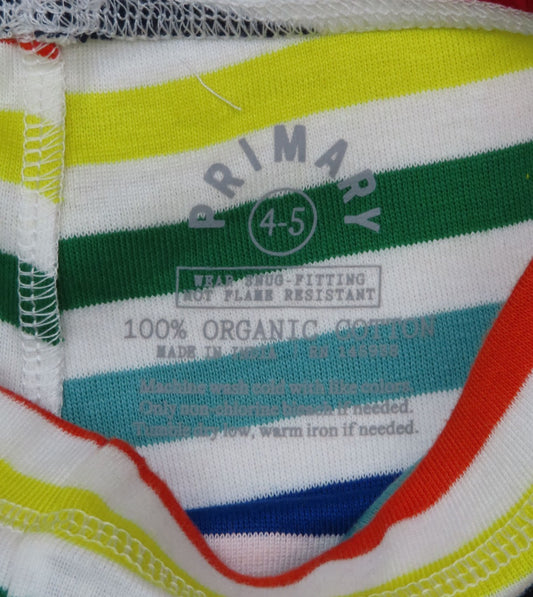 PRIMARY
4-5
WEAR SNUG-FITTING
NOT FLAME RESISTANT
100% ORGANIC COTTON
MADE IN INDIA / RN
Machine wash cold with like colors.
Only non-chlorine bleach if needed.
Tumble dry low, warm iron if needed.